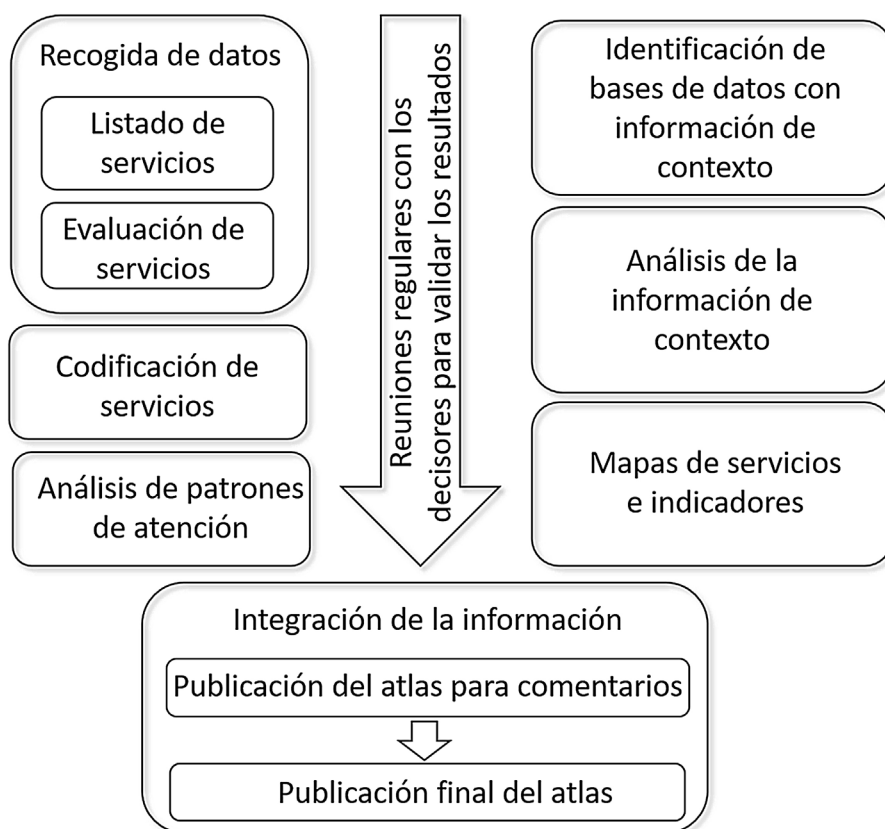 Recogida de datos
Listado de
servicios
Evaluación de
servicios
Codificación de
servicios
Análisis de patrones
de atención
Reuniones regulares con los
decisores para validar los resultados
Identificación de
bases de datos con
información de
contexto
Análisis de la
información de
contexto
Mapas de servicios
e indicadores
Integración de la información
Publicación del atlas para comentarios
Publicación final del atlas